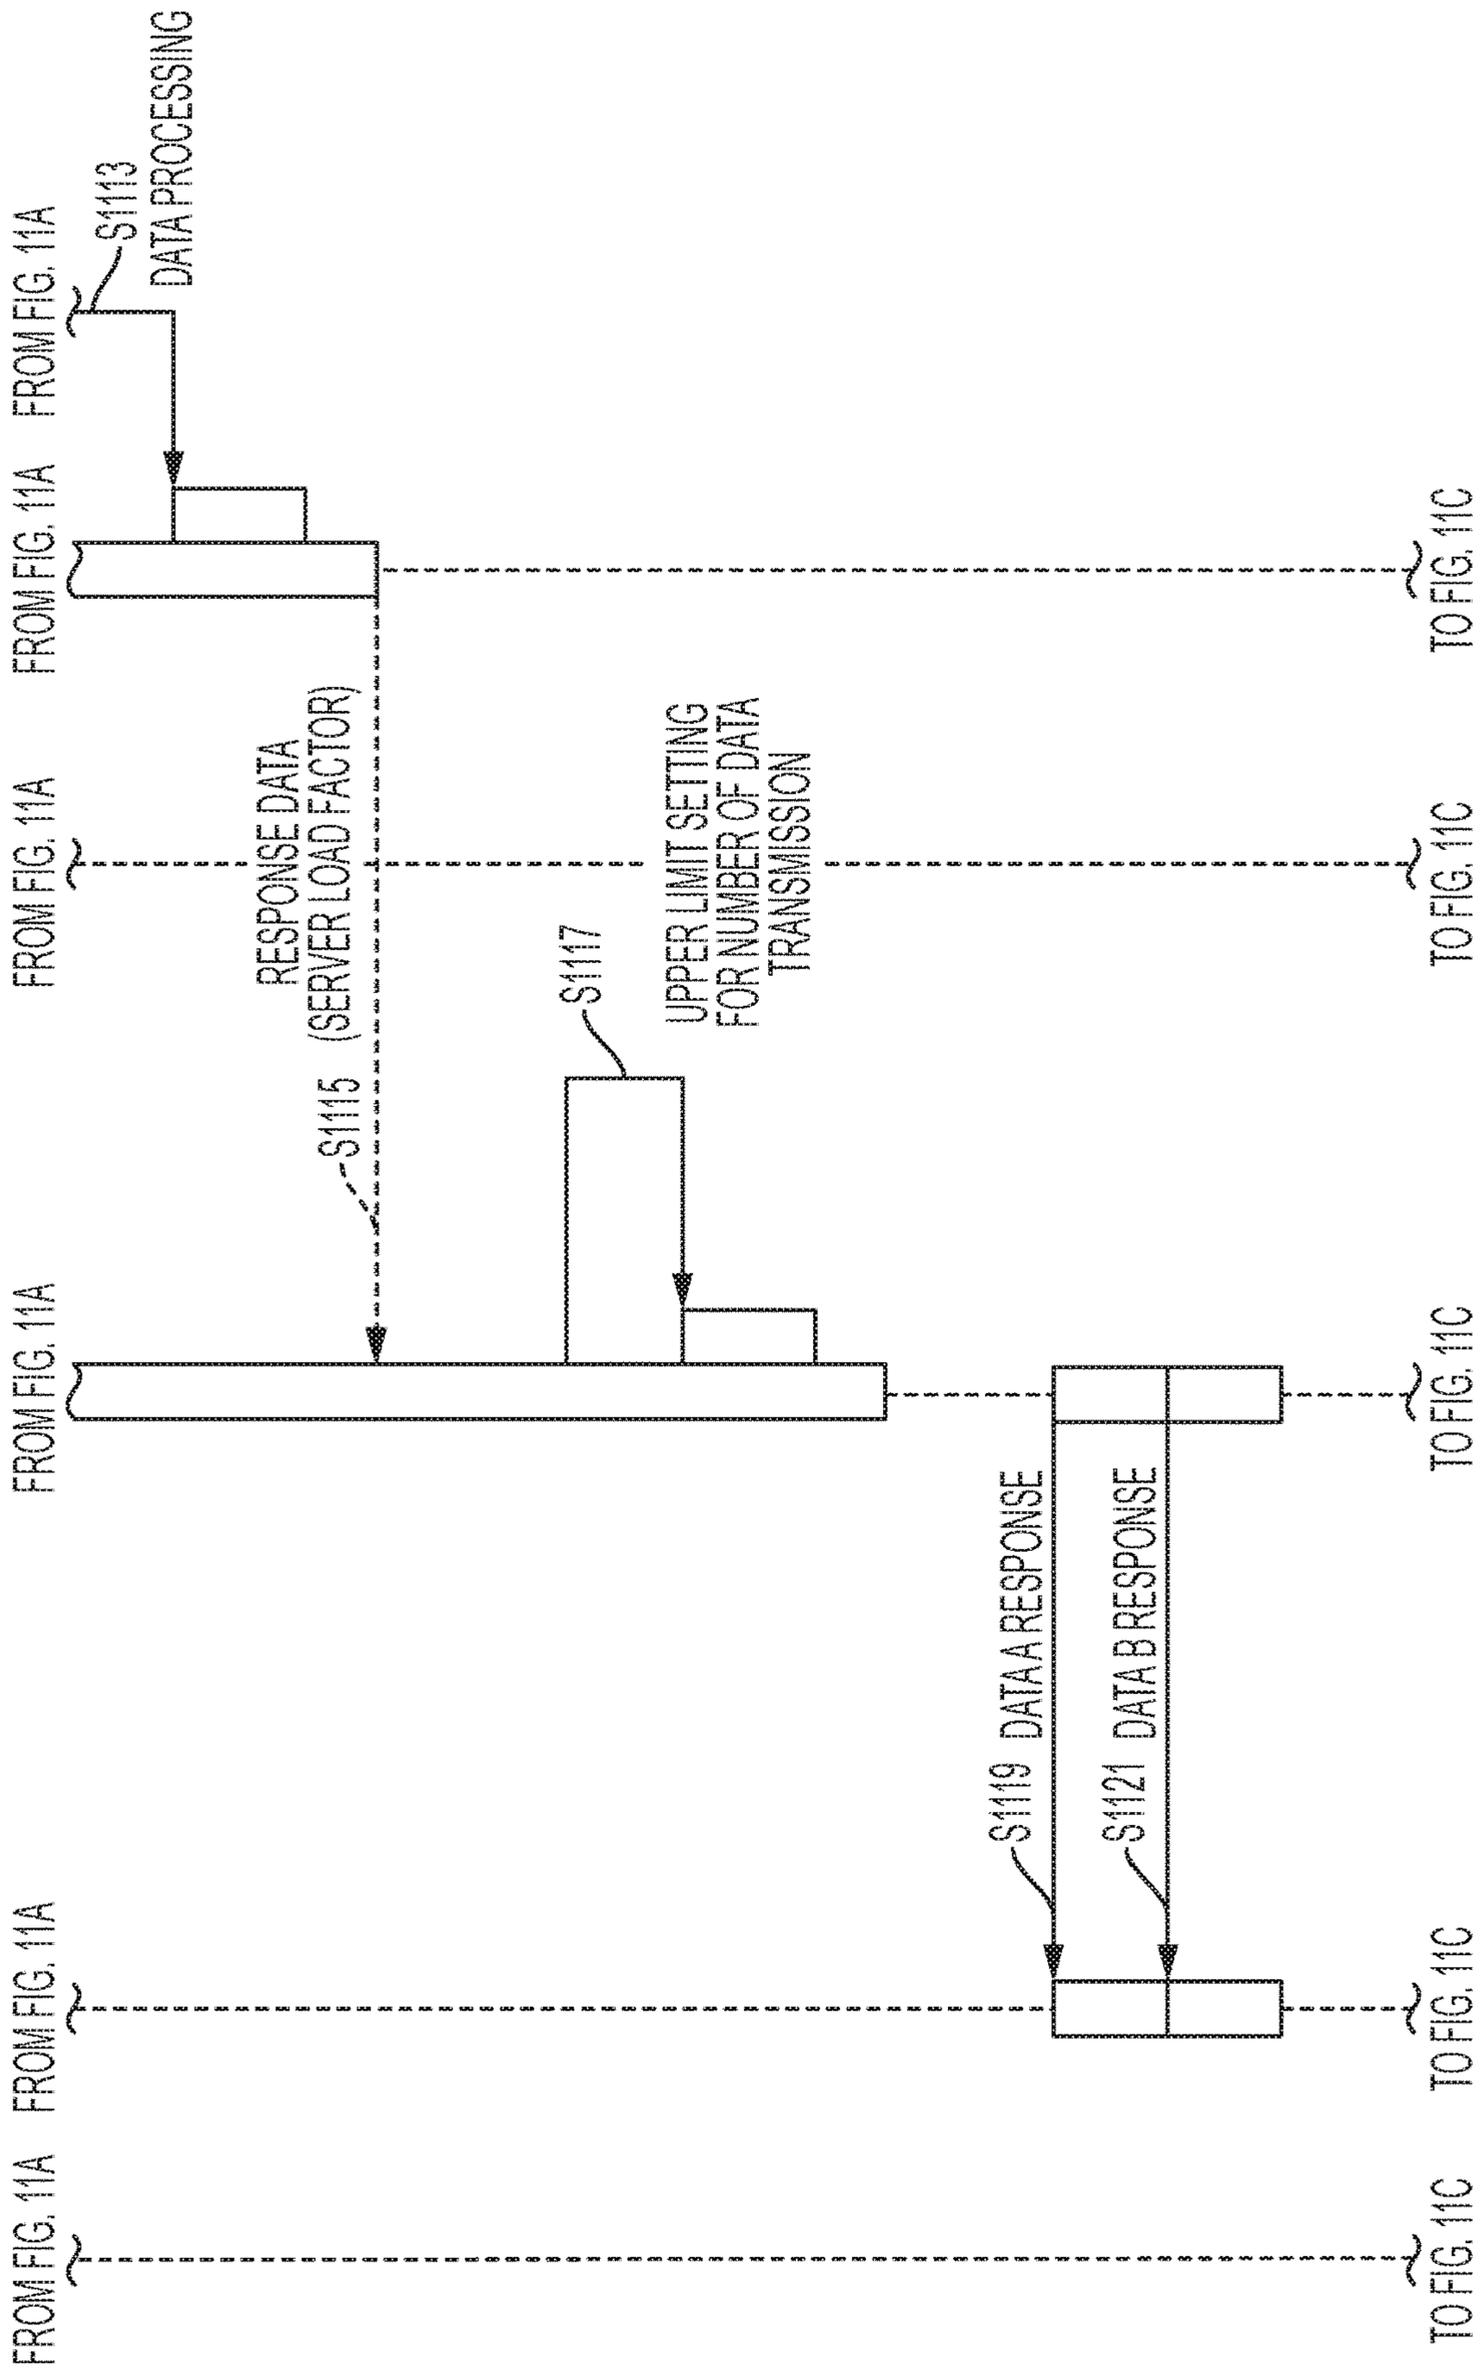 FROM FIG. 11A
FROM FIG. 11A
FROM FIG. 11A
FROM FIG. 11A
FROM FIG. 11A
FROM FIG. 11A
S1113
DATA PROCESSING
RESPONSE DATA
(SERVER LOAD FACTOR)
S1115
S1117
UPPER LIMIT SETTING
FOR NUMBER OF DATA
TRANSMISSION
S1119 DATA A RESPONSE
S1121 DATA B RESPONSE
TO FIG. 11C
TO FIG. 11C
TO FIG. 11C
TO FIG. 11C
TO FIG. 11C